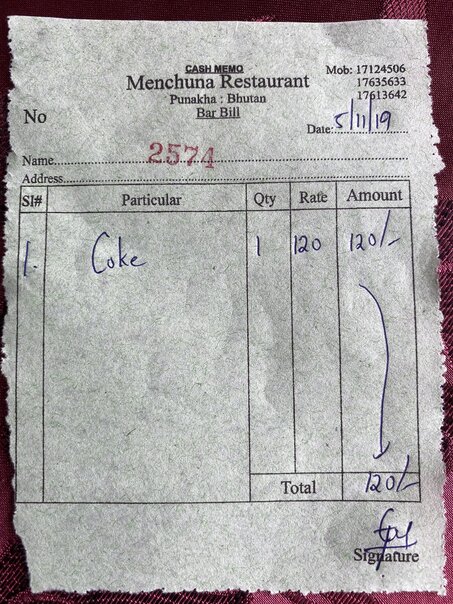 CASH MEMO
Menchuna Restaurant
Punakha : Bhutan
Bar Bill
Mob: 17124506
17635633
17613642
No
Date: 5/11/19
2574
Name
Address
Sl# Particular Qty Rate Amount
1. Coke 1 120 120/-
Total 120/-
Signature